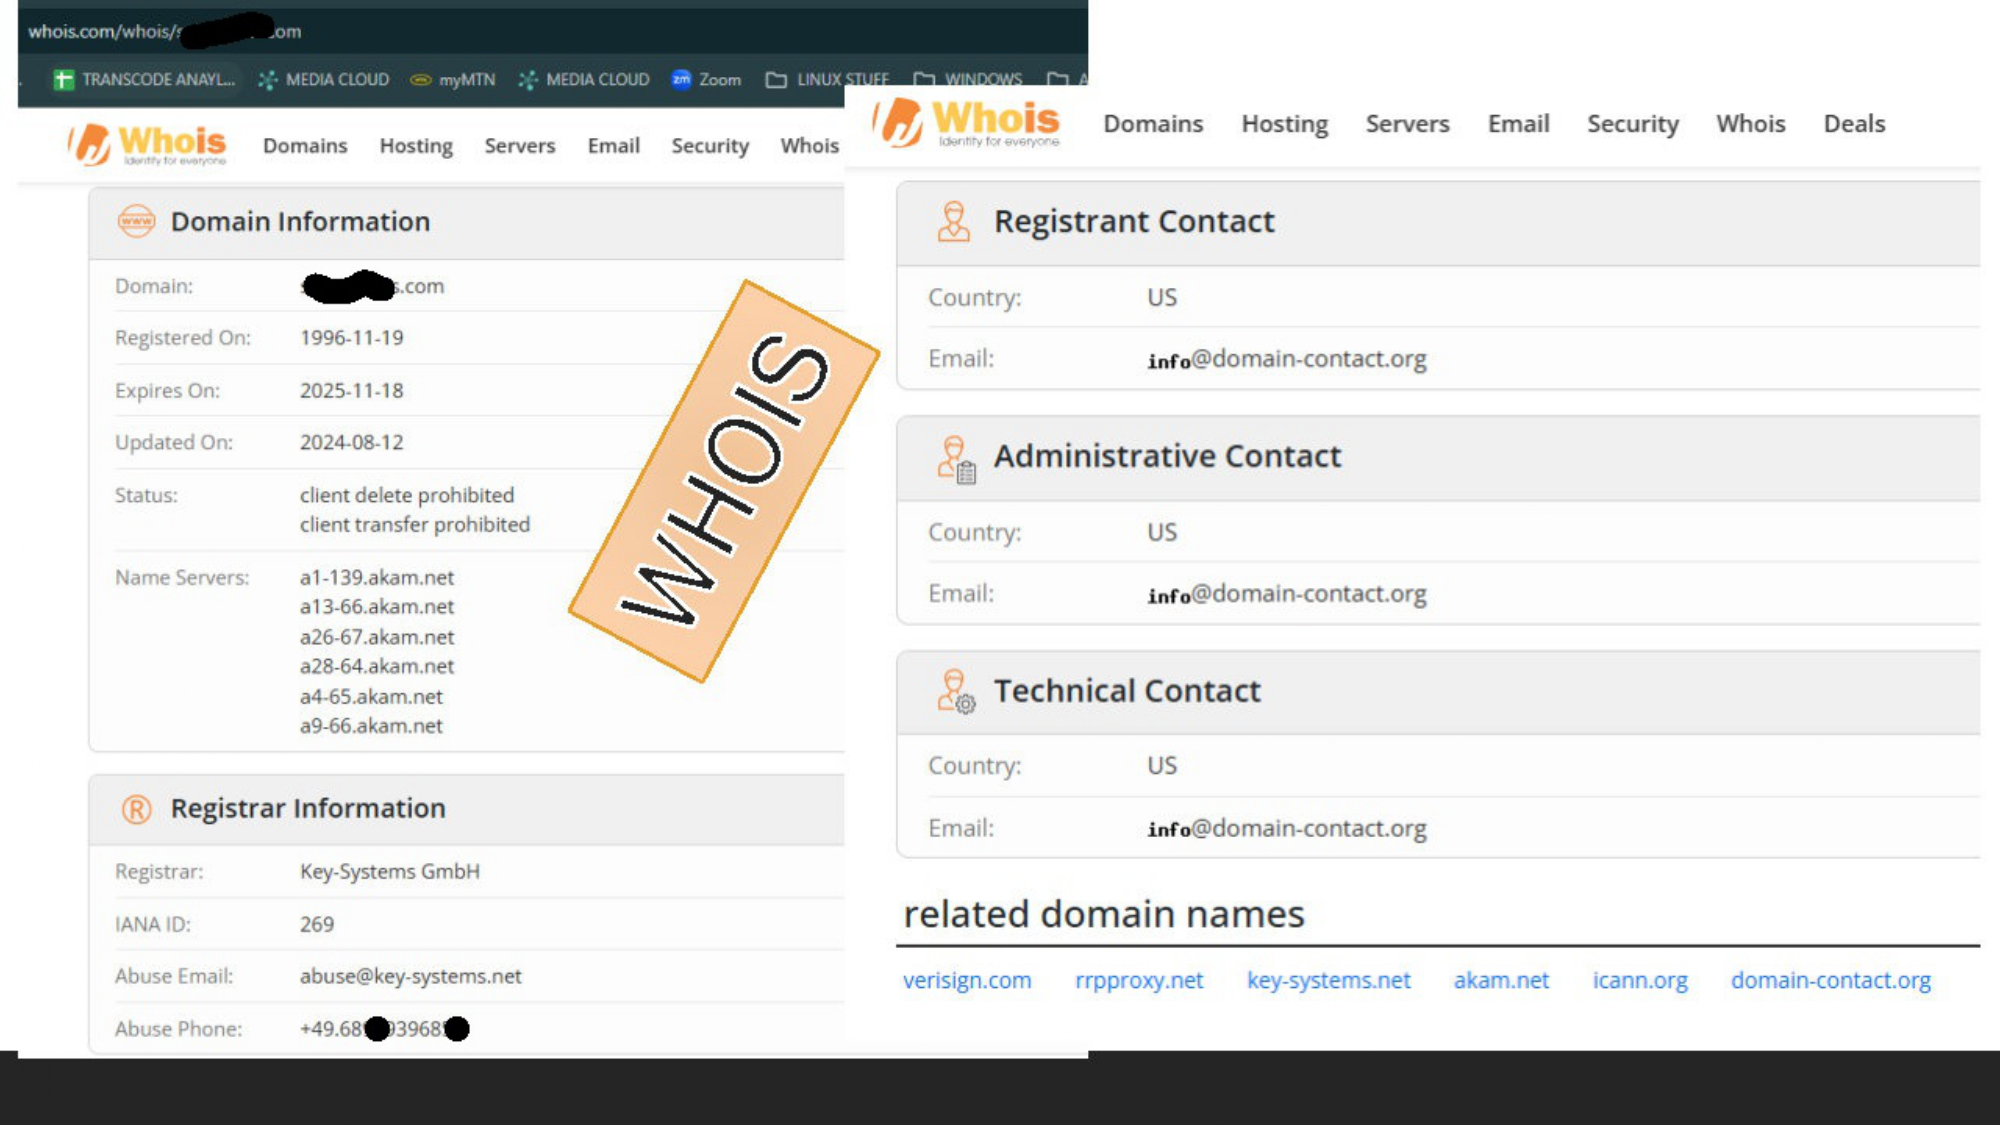 whois.com/whois/s om
TRANSCODE ANAYL... MEDIA CLOUD myMTN MEDIA CLOUD Zoom LINUX STUFF WINDOWS A
Whois
Identity for everyone
Domains Hosting Servers Email Security Whois
Domain Information
Domain: s.com
Registered On: 1996-11-19
Expires On: 2025-11-18
Updated On: 2024-08-12
Status: client delete prohibited
client transfer prohibited
Name Servers: a1-139.akam.net
a13-66.akam.net
a26-67.akam.net
a28-64.akam.net
a4-65.akam.net
a9-66.akam.net
Registrar Information
Registrar: Key-Systems GmbH
IANA ID: 269
Abuse Email: abuse@key-systems.net
Abuse Phone: +49.68 93968
WHOIS
Whois
Identity for everyone
Domains Hosting Servers Email Security Whois Deals
Registrant Contact
Country: US
Email: info@domain-contact.org
Administrative Contact
Country: US
Email: info@domain-contact.org
Technical Contact
Country: US
Email: info@domain-contact.org
related domain names
verisign.com rrpproxy.net key-systems.net akam.net icann.org domain-contact.org